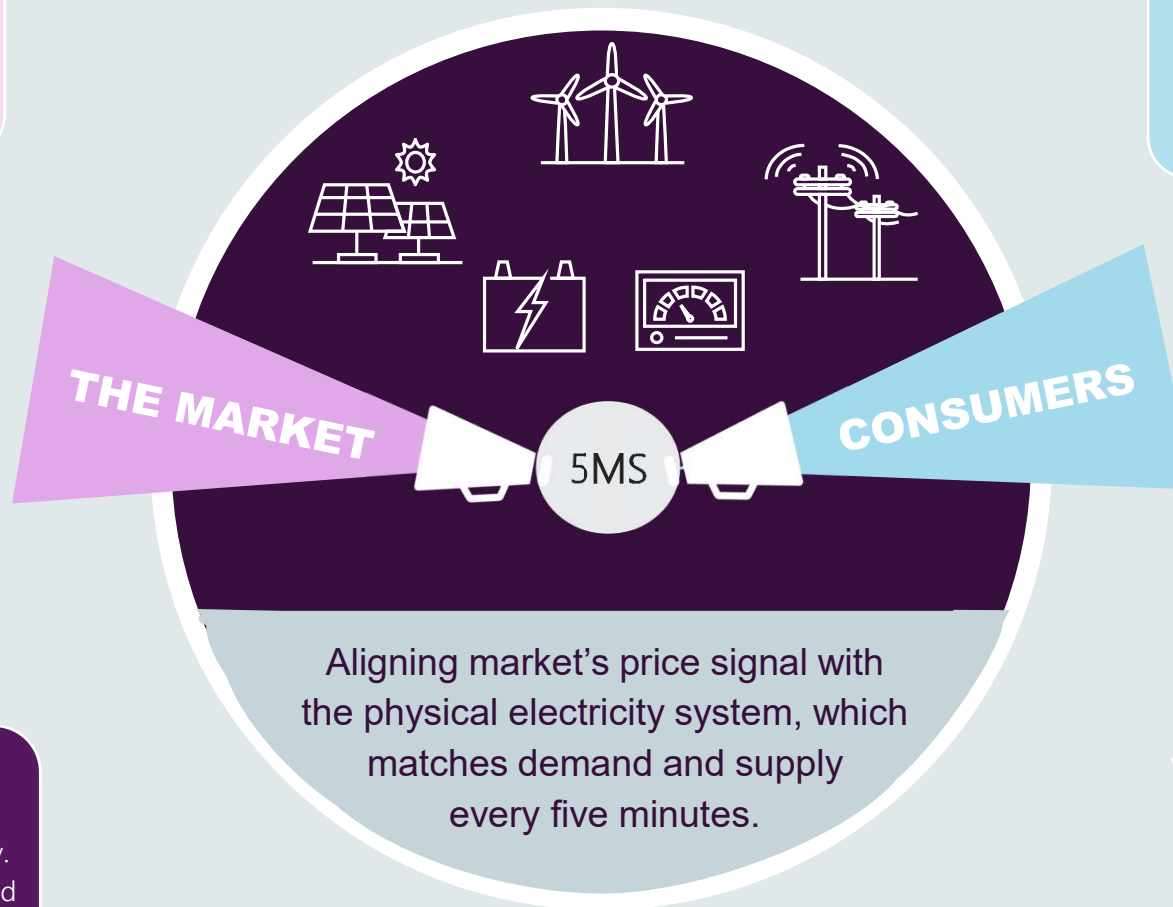 THE MARKET
5MS
CONSUMERS
Aligning market's price signal with
the physical electricity system, which
matches demand and supply
every five minutes.